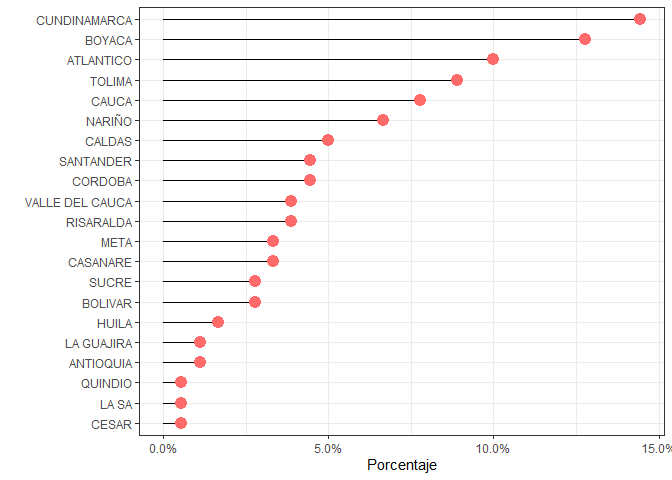 CUNDINAMARCA
BOYACA
ATLANTICO
TOLIMA
CAUCA
NARIÑO
CALDAS
SANTANDER
CORDOBA
VALLE DEL CAUCA
RISARALDA
META
CASANARE
SUCRE
BOLIVAR
HUILA
LA GUAJIRA
ANTIOQUIA
QUINDIO
LA SA
CESAR
0.0% 5.0% 10.0% 15.0%
Porcentaje